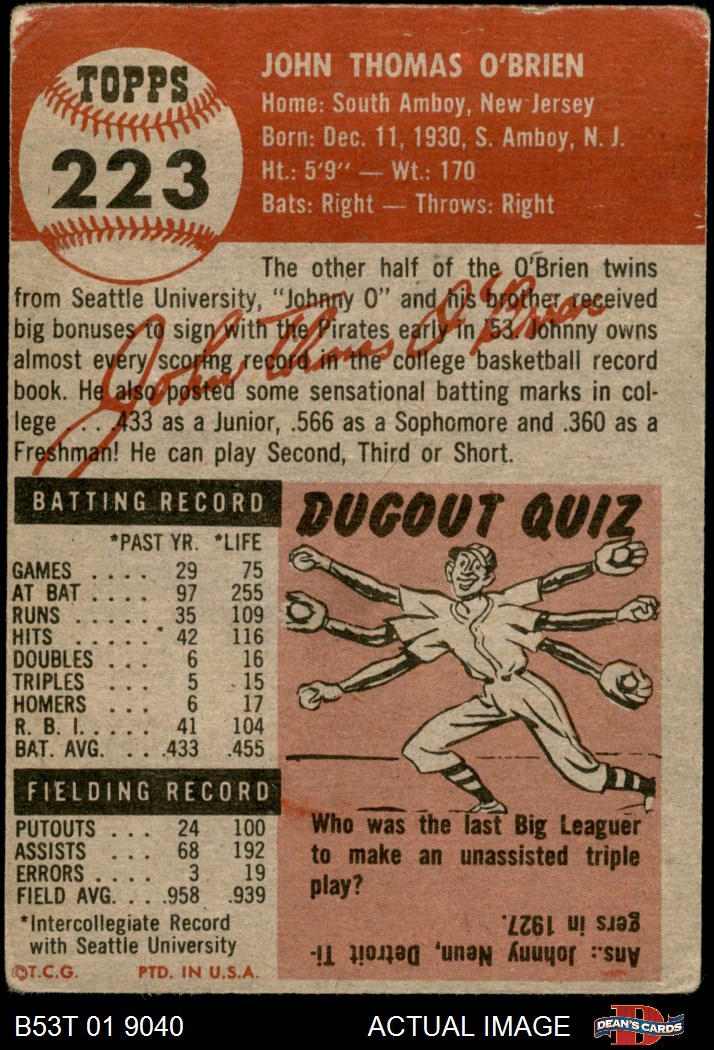 TOPPS
223
JOHN THOMAS O'BRIEN
Home: South Amboy, New Jersey
Born: Dec. 11, 1930, S. Amboy, N. J.
Ht.: 5'9" — Wt.: 170
Bats: Right — Throws: Right
The other half of the O'Brien twins
from Seattle University, "Johnny O" and his brother received
big bonuses to sign with the Pirates early in '53. Johnny owns
almost every scoring record in the college basketball record
book. He also posted some sensational batting marks in col-
lege . . . .433 as a Junior, .566 as a Sophomore and .360 as a
Freshman! He can play Second, Third or Short.
John Thomas O'Brien
BATTING RECORD
*PAST YR. *LIFE
GAMES . . . . 29 75
AT BAT . . . . 97 255
RUNS . . . . . . 35 109
HITS . . . . . . 42 116
DOUBLES . . . 6 16
TRIPLES . . . 5 15
HOMERS . . . 6 17
R. B. I. . . . . . 41 104
BAT. AVG. . . .433 .455
FIELDING RECORD
PUTOUTS . . . 24 100
ASSISTS . . . . 68 192
ERRORS . . . . 3 19
FIELD AVG. . . .958 .939
*Intercollegiate Record
with Seattle University
©T.C.G. PTD. IN U.S.A.
DUGOUT QUIZ
Who was the last Big Leaguer
to make an unassisted triple
play?
Ans.: Johnny Neun, Detroit Ti-
gers in 1927.
B53T 01 9040
ACTUAL IMAGE
D
DEAN'S CARDS